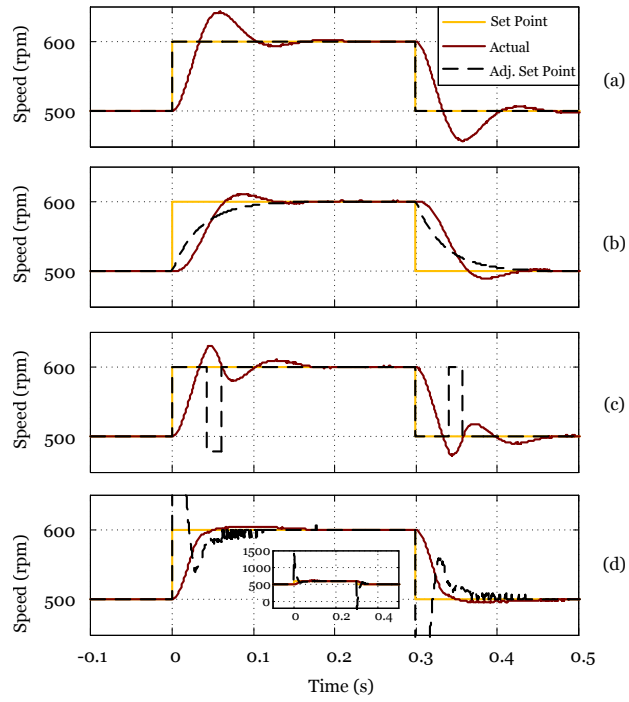 Set Point
Actual
Adj. Set Point
Speed (rpm)
600
500
(a)
Speed (rpm)
600
500
(b)
Speed (rpm)
600
500
(c)
Speed (rpm)
600
500
1500
1000
500
0
0 0.2 0.4
(d)
-0.1 0 0.1 0.2 0.3 0.4 0.5
Time (s)